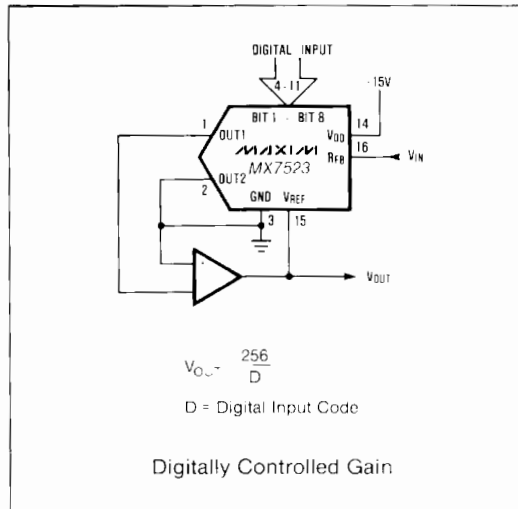 DIGITAL INPUT
4-11
15V
BIT 1 - BIT 8
1
OUT1
14
VDD
MAXIM
16
RFB
VIN
MX7523
OUT2
2
GND
VREF
3
15
VOUT
256
D
D = Digital Input Code
Digitally Controlled Gain